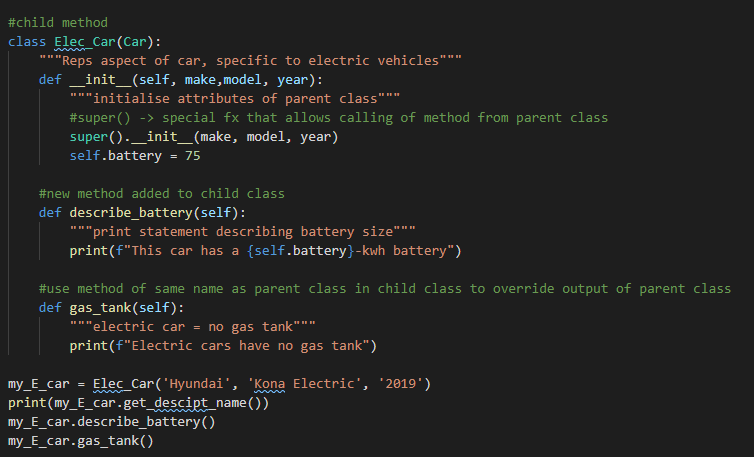 #child method
class Elec_Car(Car):
    """Reps aspect of car, specific to electric vehicles"""
    def __init__(self, make,model, year):
        """initialise attributes of parent class"""
        #super() -> special fx that allows calling of method from parent class
        super().__init__(make, model, year)
        self.battery = 75
    #new method added to child class
    def describe_battery(self):
        """print statement describing battery size"""
        print(f"This car has a {self.battery}-kwh battery")
    #use method of same name as parent class in child class to override output of parent class
    def gas_tank(self):
        """electric car = no gas tank"""
        print(f"Electric cars have no gas tank")
my_E_car = Elec_Car('Hyundai', 'Kona Electric', '2019')
print(my_E_car.get_descipt_name())
my_E_car.describe_battery()
my_E_car.gas_tank()